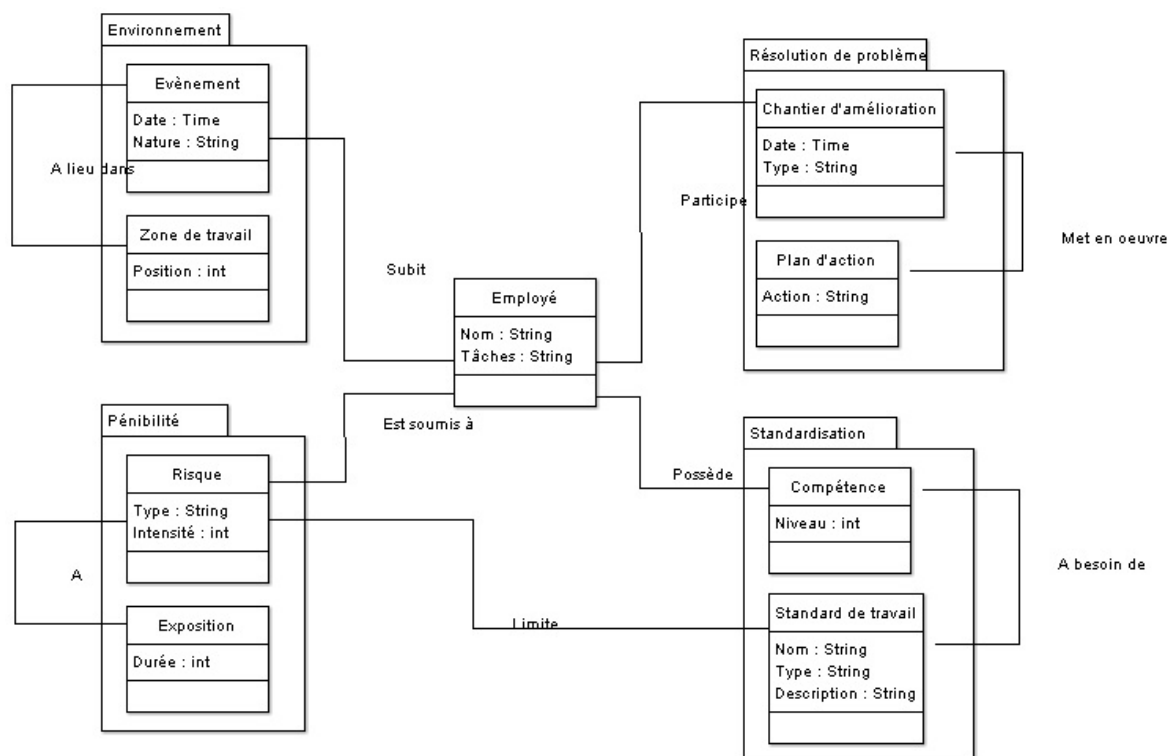 Environnement
Evènement
Date : Time
Nature : String
A lieu dans
Zone de travail
Position : int
Subit
Employé
Nom : String
Tâches : String
Résolution de problème
Chantier d'amélioration
Date : Time
Type : String
Participe
Met en oeuvre
Plan d'action
Action : String
Pénibilité
Est soumis à
Risque
Type : String
Intensité : int
A
Exposition
Durée : int
Limite
Standardisation
Possède
Compétence
Niveau : int
A besoin de
Standard de travail
Nom : String
Type : String
Description : String